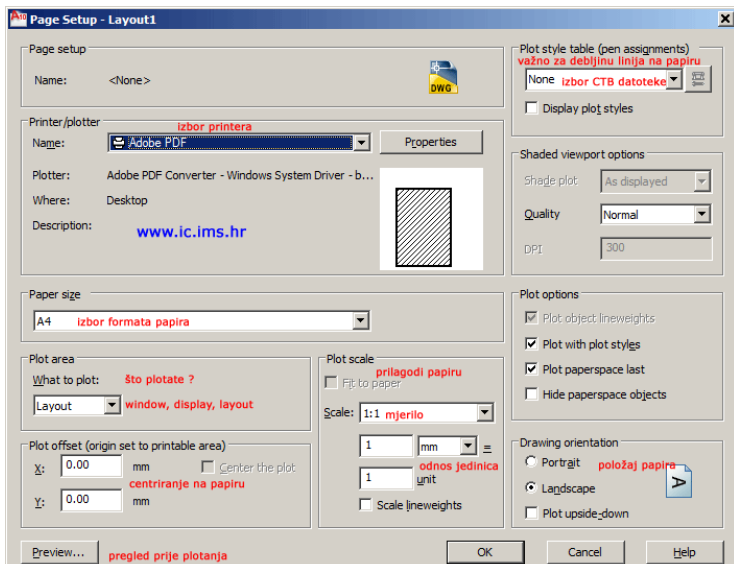 Page Setup - Layout1
Page setup
Name: <None>
DWG
Printer/plotter
izbor printera
Name: Adobe PDF
Properties
Plotter: Adobe PDF Converter - Windows System Driver - b...
Where: Desktop
Description:
www.ic.ims.hr
Paper size
A4 izbor formata papira
Plot area
What to plot: što plotate ?
Layout window, display, layout
Plot offset (origin set to printable area)
X: 0.00 mm Center the plot
centriranje na papiru
Y: 0.00 mm
Plot scale
prilagodi papiru
Fit to paper
Scale: 1:1 mjerilo
1 mm =
odnos jedinica
1 unit
Scale lineweights
Plot style table (pen assignments)
važno za debljinu linija na papiru
None izbor CTB datoteke
Display plot styles
Shaded viewport options
Shade plot As displayed
Quality Normal
DPI 300
Plot options
Plot object lineweights
Plot with plot styles
Plot paperspace last
Hide paperspace objects
Drawing orientation
Portrait položaj papira
Landscape A
Plot upside-down
Preview... pregled prije plotanja
OK Cancel Help